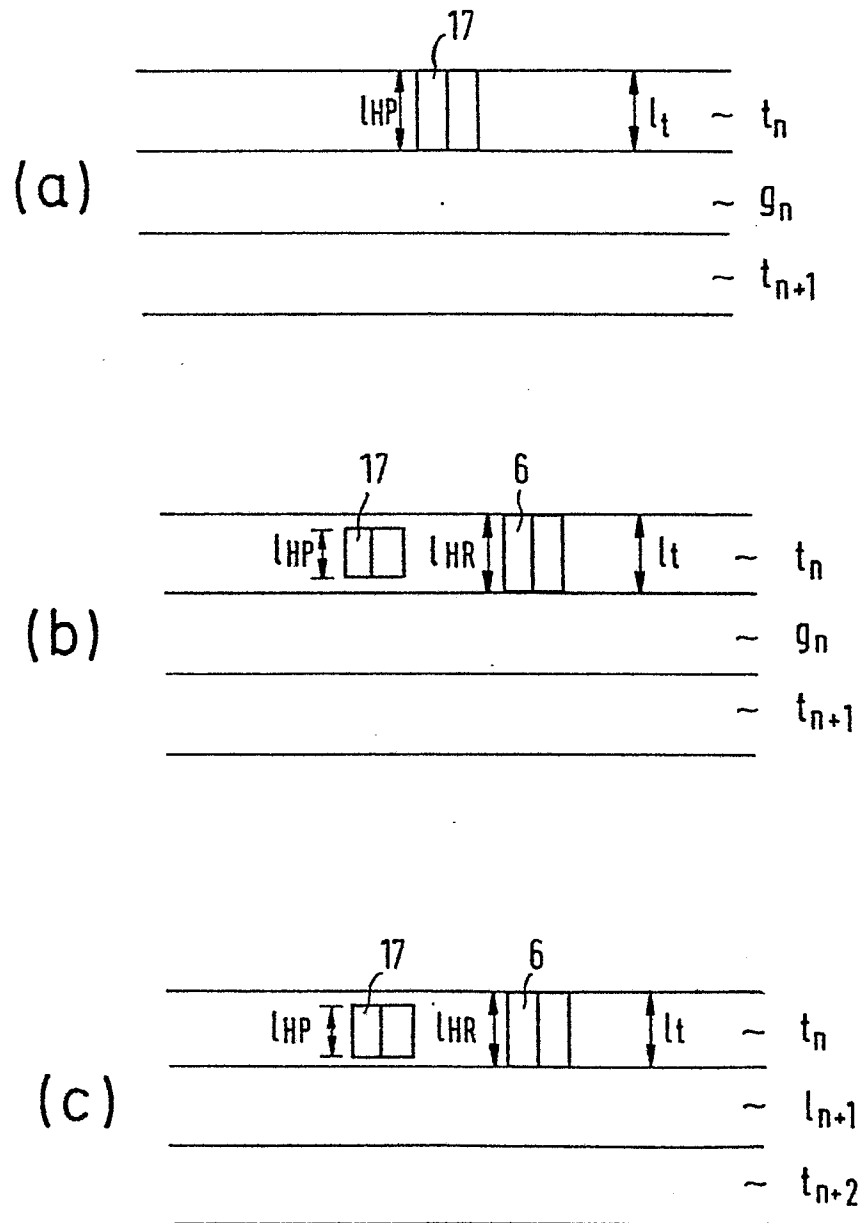 17
(a) lHP lt ~ tn
~ gn
~ tn+1
17 6
(b) lHP lHR lt ~ tn
~ gn
~ tn+1
17 6
(c) lHP lHR lt ~ tn
~ ln+1
~ tn+2